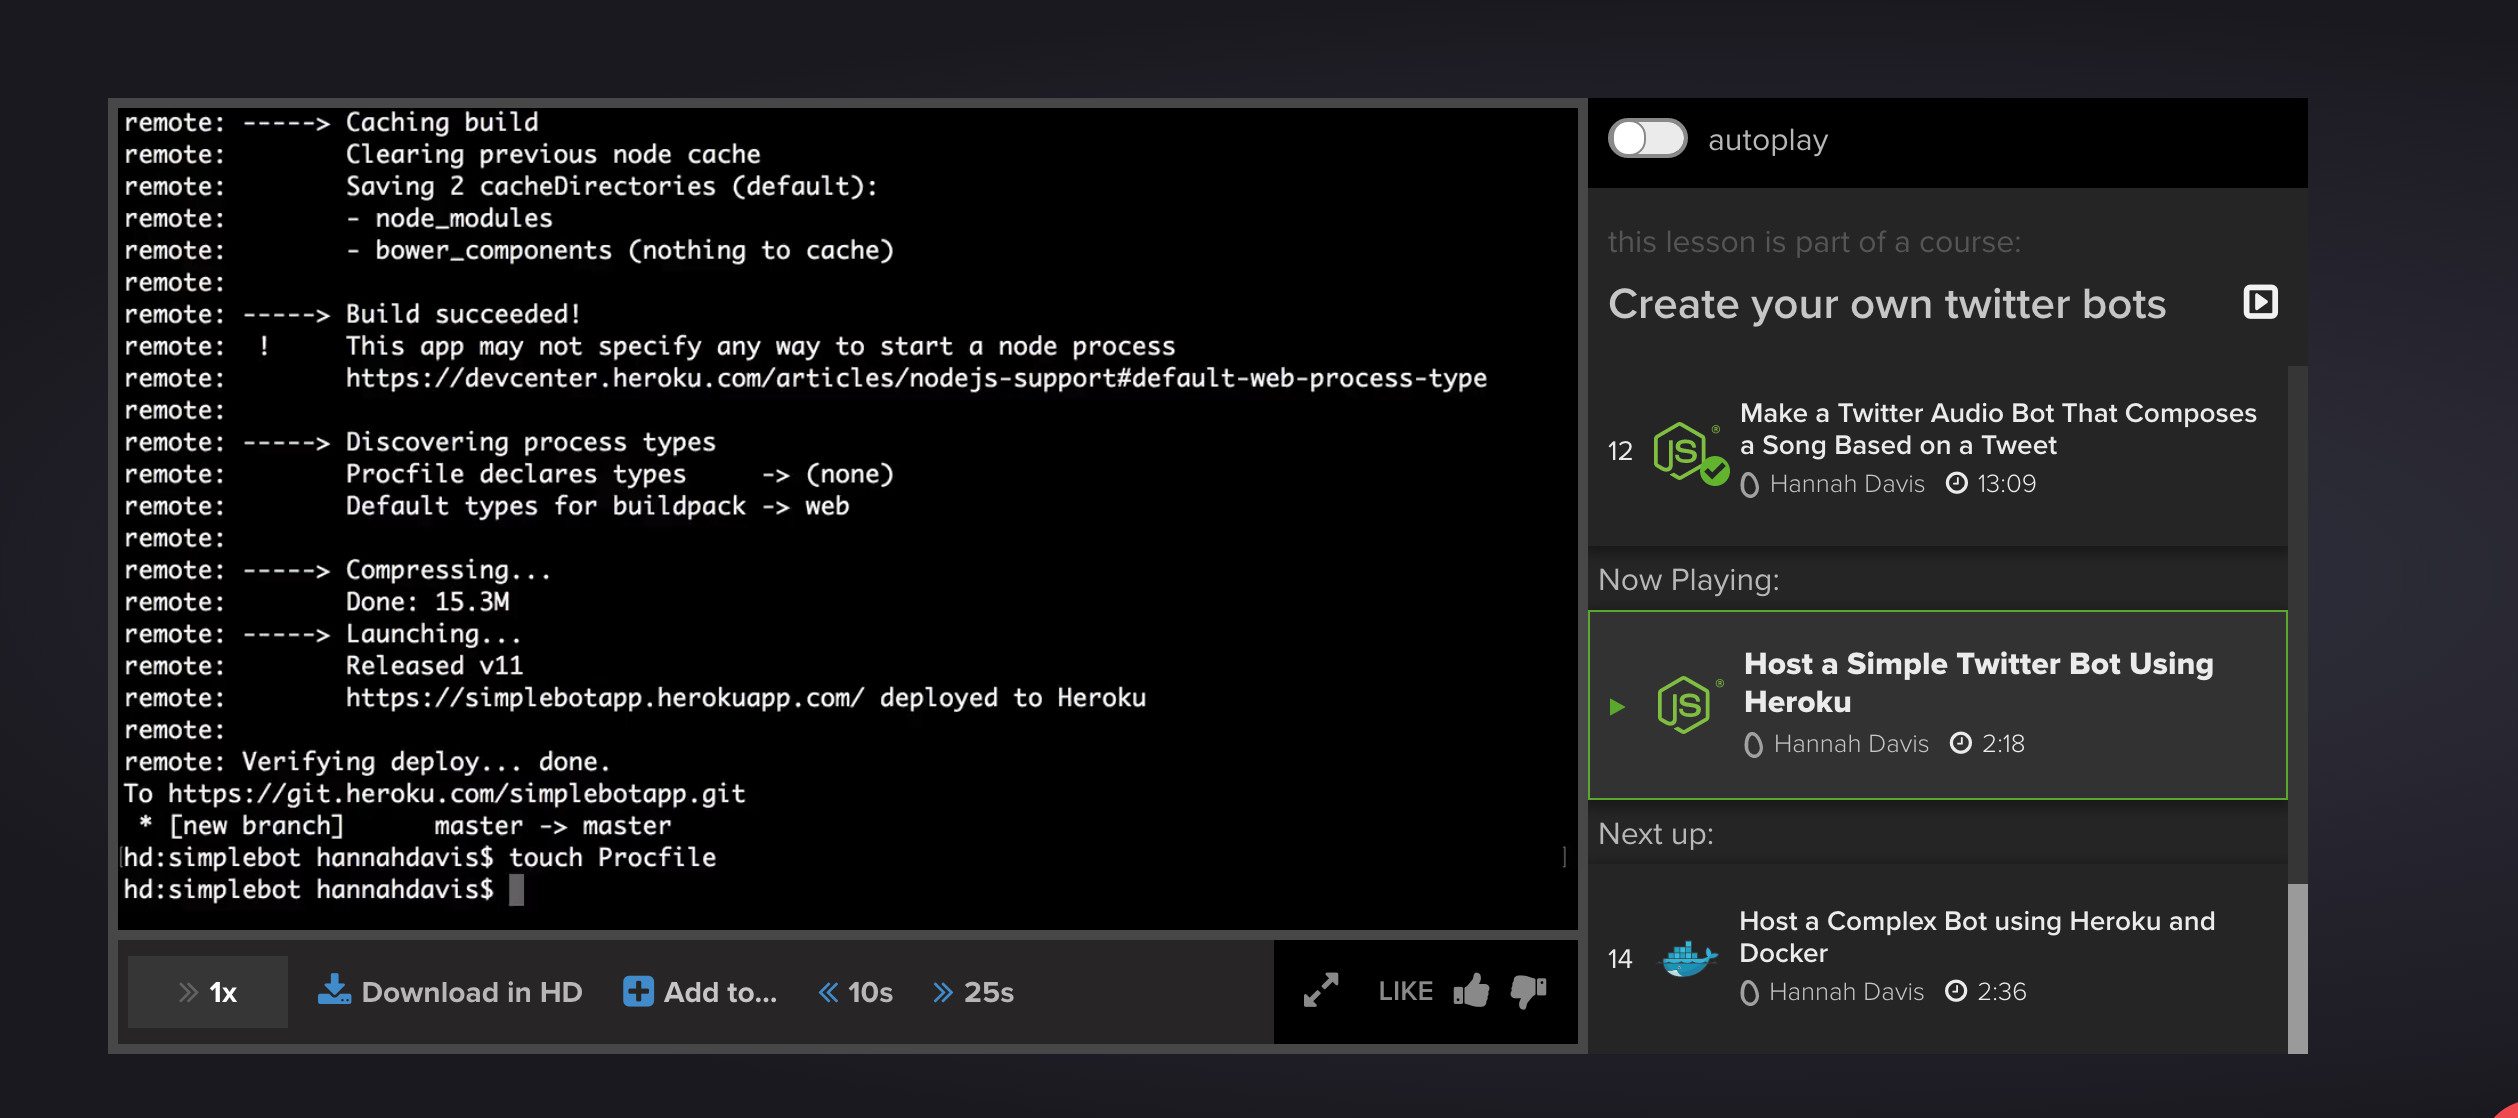 remote: -----> Caching build
remote:        Clearing previous node cache
remote:        Saving 2 cacheDirectories (default):
remote:        - node_modules
remote:        - bower_components (nothing to cache)
remote:
remote: -----> Build succeeded!
remote:  !     This app may not specify any way to start a node process
remote:        https://devcenter.heroku.com/articles/nodejs-support#default-web-process-type
remote:
remote: -----> Discovering process types
remote:        Procfile declares types     -> (none)
remote:        Default types for buildpack -> web
remote:
remote: -----> Compressing...
remote:        Done: 15.3M
remote: -----> Launching...
remote:        Released v11
remote:        https://simplebotapp.herokuapp.com/ deployed to Heroku
remote:
remote: Verifying deploy... done.
To https://git.heroku.com/simplebotapp.git
 * [new branch]      master -> master
[hd:simplebot hannahdavis$ touch Procfile ]
hd:simplebot hannahdavis$
1x Download in HD Add to... 10s 25s LIKE
autoplay
this lesson is part of a course:
Create your own twitter bots
12
Make a Twitter Audio Bot That Composes
a Song Based on a Tweet
Hannah Davis 13:09
Now Playing:
Host a Simple Twitter Bot Using
Heroku
Hannah Davis 2:18
Next up:
14
Host a Complex Bot using Heroku and
Docker
Hannah Davis 2:36